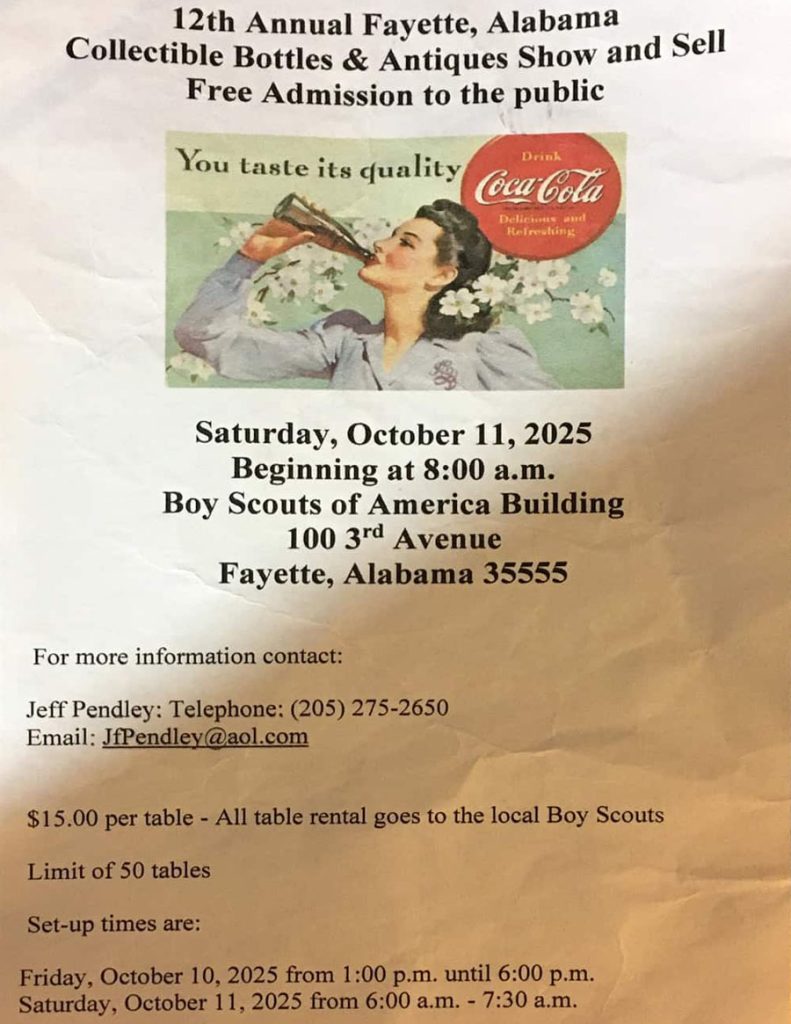 12th Annual Fayette, Alabama
Collectible Bottles & Antiques Show and Sell
Free Admission to the public
You taste its quality
Drink
Coca-Cola
Delicious and
Refreshing
Saturday, October 11, 2025
Beginning at 8:00 a.m.
Boy Scouts of America Building
100 3rd Avenue
Fayette, Alabama 35555
For more information contact:
Jeff Pendley: Telephone: (205) 275-2650
Email: JfPendley@aol.com
$15.00 per table - All table rental goes to the local Boy Scouts
Limit of 50 tables
Set-up times are:
Friday, October 10, 2025 from 1:00 p.m. until 6:00 p.m.
Saturday, October 11, 2025 from 6:00 a.m. - 7:30 a.m.